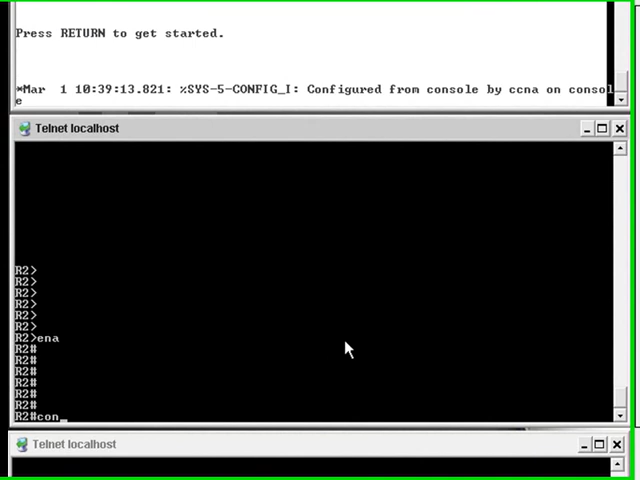 Press RETURN to get started.
*Mar  1 10:39:13.821: %SYS-5-CONFIG_I: Configured from console by ccna on consol
e
Telnet localhost
R2>
R2>
R2>
R2>
R2>
R2>
R2>ena
R2#
R2#
R2#
R2#
R2#
R2#
R2#con_
Telnet localhost